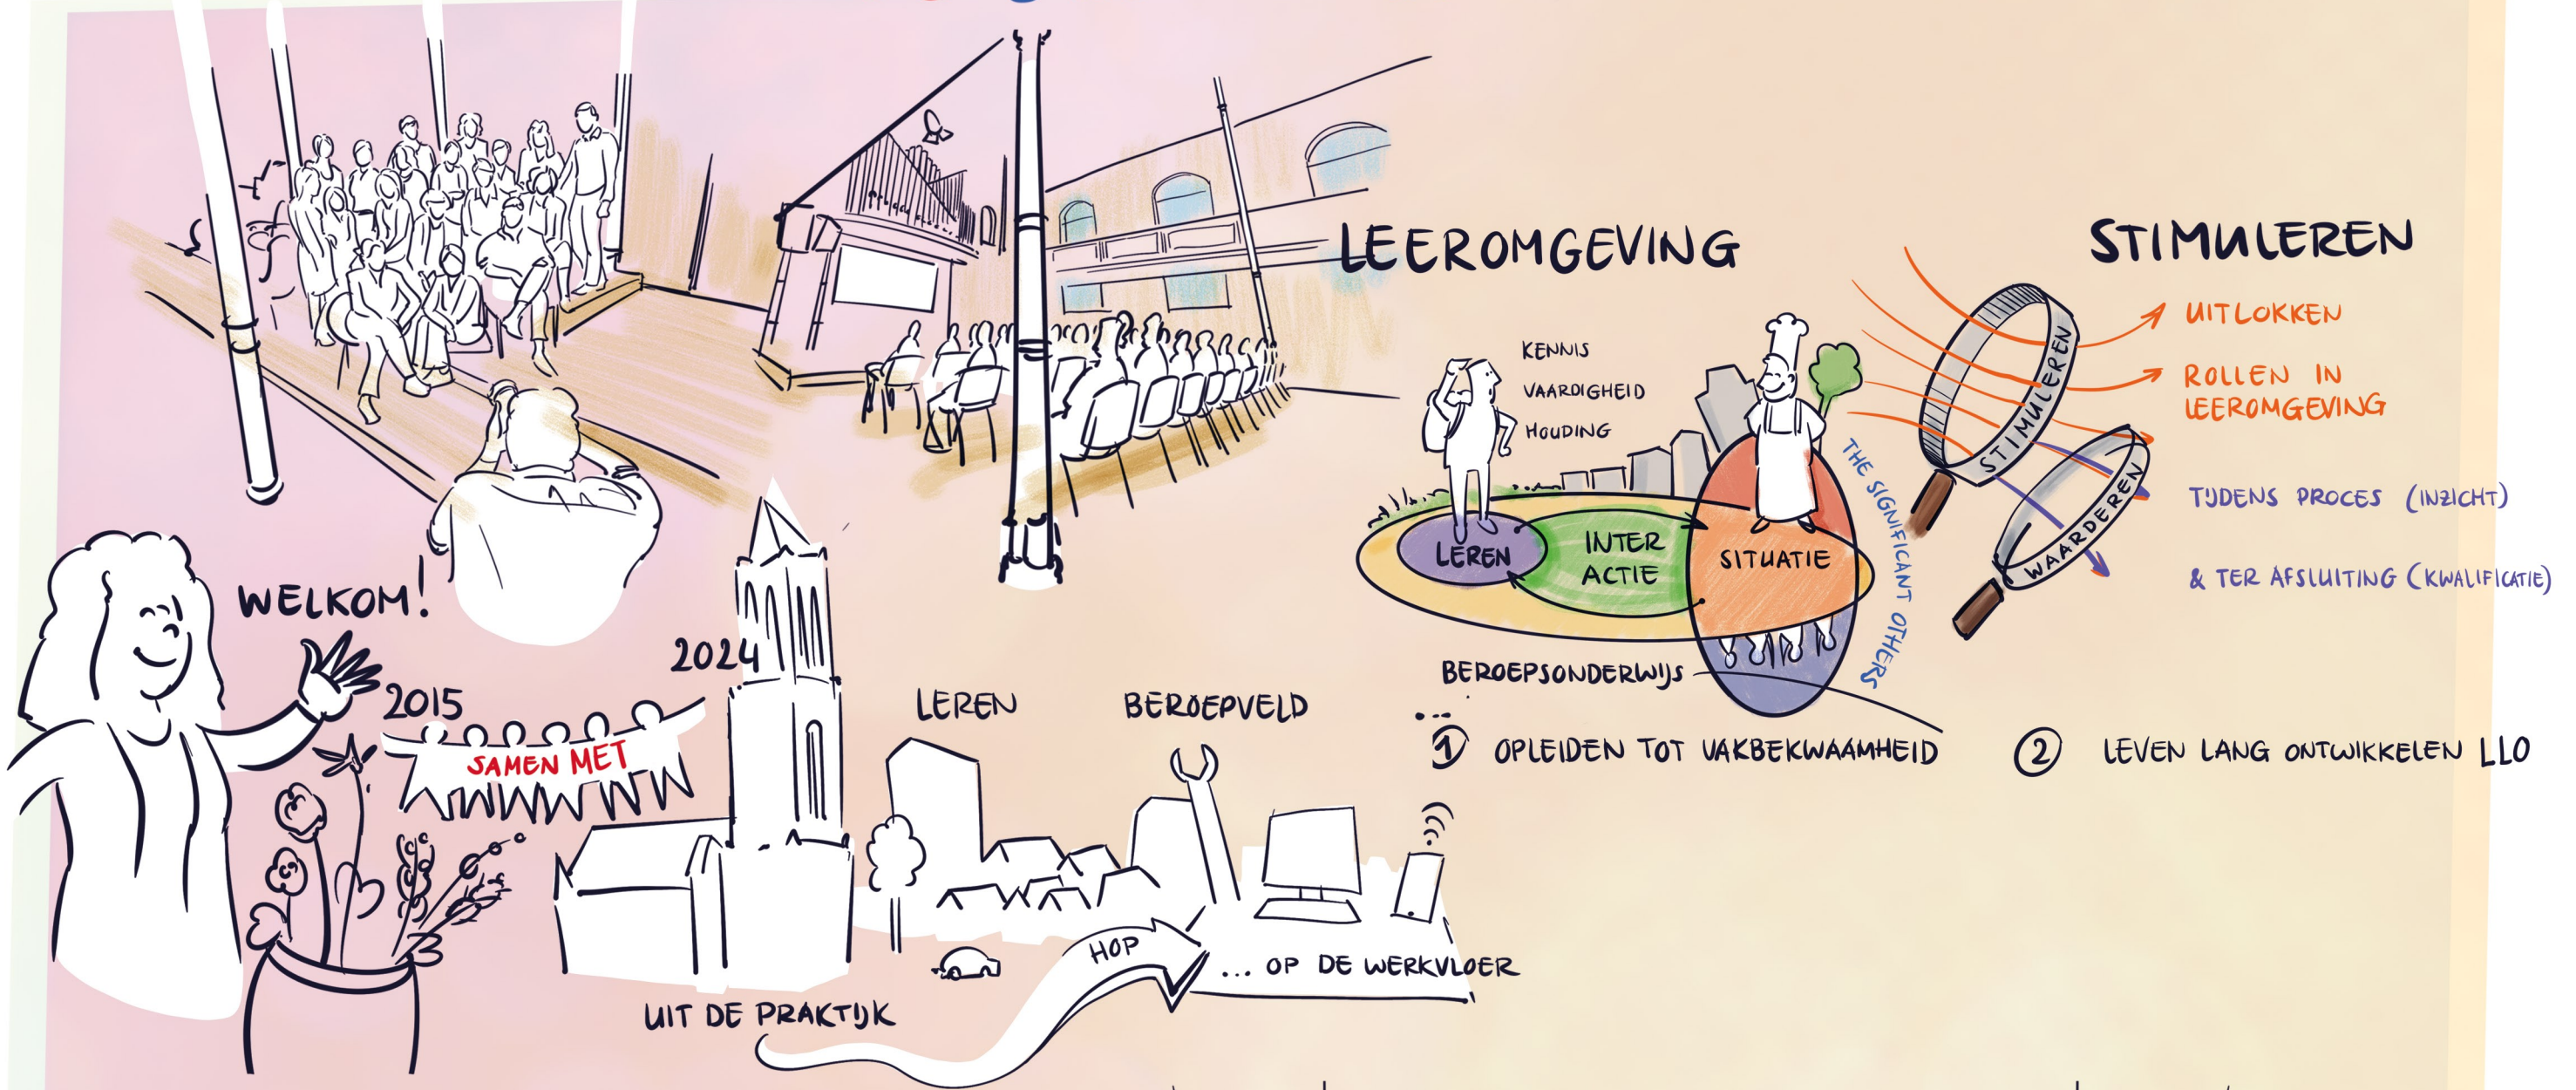 LEEROMGEVING
STIMULEREN
KENNIS
VAARDIGHEID
HOUDING
STIMULEREN
UITLOKKEN
ROLLEN IN
LEEROMGEVING
WAARDEREN
TIJDENS PROCES (INZICHT)
& TER AFSLUITING (KWALIFICATIE)
LEREN
INTER
ACTIE
SITUATIE
THE SIGNIFICANT OTHERS
BEROEPSONDERWIJS
...
1 OPLEIDEN TOT VAKBEKWAAMHEID
2 LEVEN LANG ONTWIKKELEN LLO
WELKOM!
2015
2024
SAMEN MET
LEREN
BEROEPVELD
HOP
... OP DE WERKVLOER
UIT DE PRAKTIJK